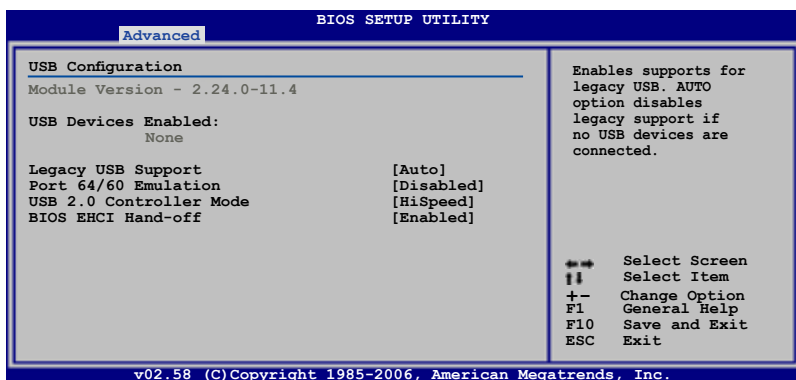 BIOS SETUP UTILITY
Advanced
USB Configuration
Module Version - 2.24.0-11.4
USB Devices Enabled:
None
Legacy USB Support [Auto]
Port 64/60 Emulation [Disabled]
USB 2.0 Controller Mode [HiSpeed]
BIOS EHCI Hand-off [Enabled]
Enables supports for
legacy USB. AUTO
option disables
legacy support if
no USB devices are
connected.
Select Screen
Select Item
+- Change Option
F1 General Help
F10 Save and Exit
ESC Exit
v02.58 (C)Copyright 1985-2006, American Megatrends, Inc.